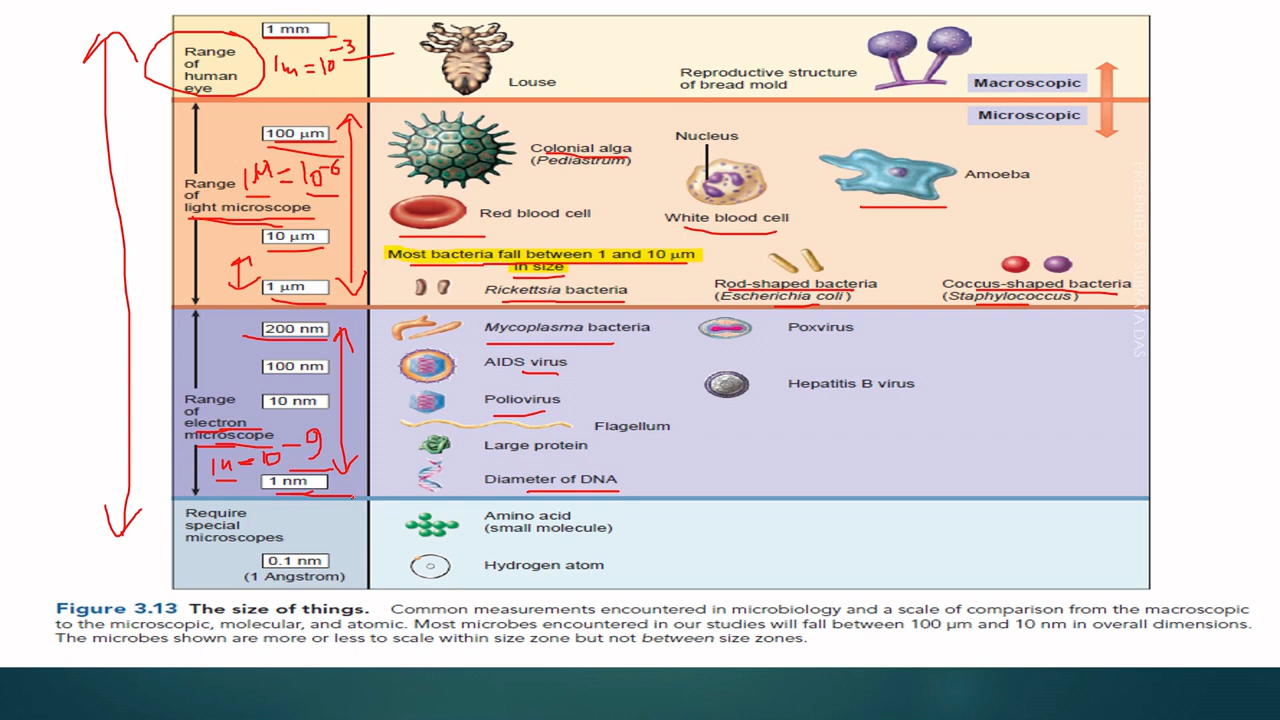 1 mm
Range
of
human
eye
1m = 10^-3
Louse
Reproductive structure
of bread mold
Macroscopic
Microscopic
100 µm
1M = 10^-6
Range
of
light microscope
10 µm
1 µm
Colonial alga
(Pediastrum)
Nucleus
Amoeba
Red blood cell
White blood cell
Most bacteria fall between 1 and 10 µm
in size
Rickettsia bacteria
Rod-shaped bacteria
(Escherichia coli)
Coccus-shaped bacteria
(Staphylococcus)
200 nm
100 nm
10 nm
Range
of
electron
microscope
1n = 10^-9
1 nm
Mycoplasma bacteria
Poxvirus
AIDS virus
Hepatitis B virus
Poliovirus
Flagellum
Large protein
Diameter of DNA
Require
special
microscopes
0.1 nm
(1 Angstrom)
Amino acid
(small molecule)
Hydrogen atom
Figure 3.13 The size of things. Common measurements encountered in microbiology and a scale of comparison from the macroscopic
to the microscopic, molecular, and atomic. Most microbes encountered in our studies will fall between 100 µm and 10 nm in overall dimensions.
The microbes shown are more or less to scale within size zone but not between size zones.